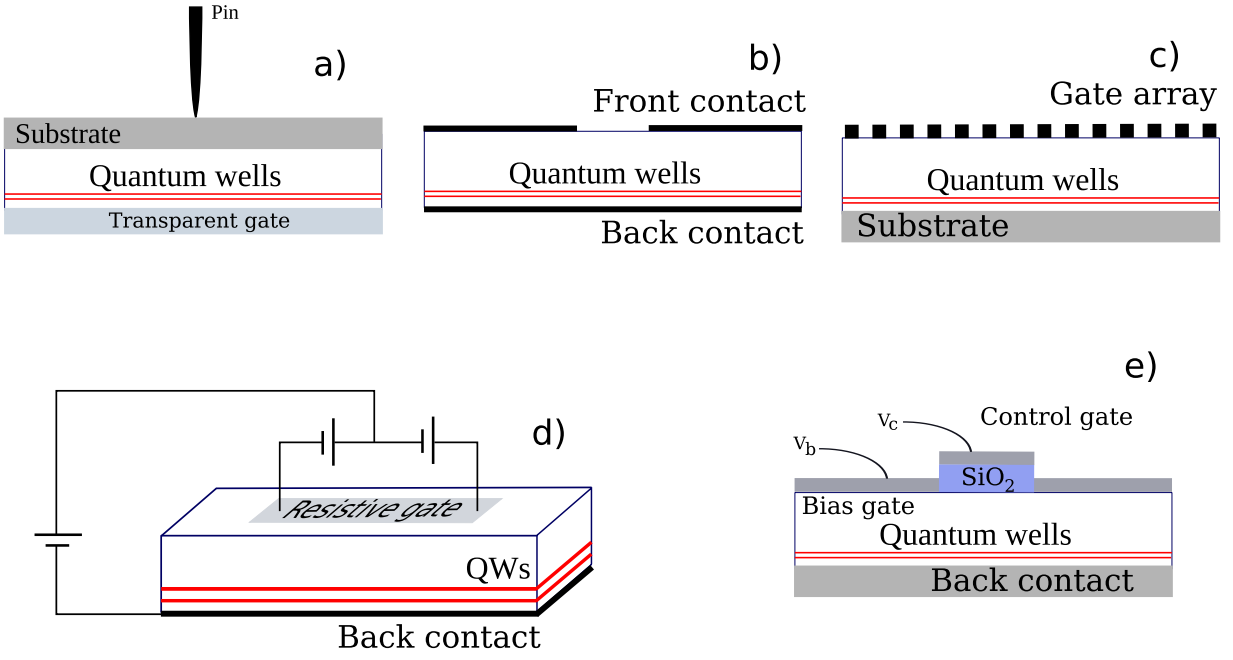 Pin
a)
Substrate
Quantum wells
Transparent gate
b)
Front contact
Quantum wells
Back contact
c)
Gate array
Quantum wells
Substrate
d)
Resistive gate
QWs
Back contact
e)
Control gate
Vc
Vb
SiO2
Bias gate
Quantum wells
Back contact